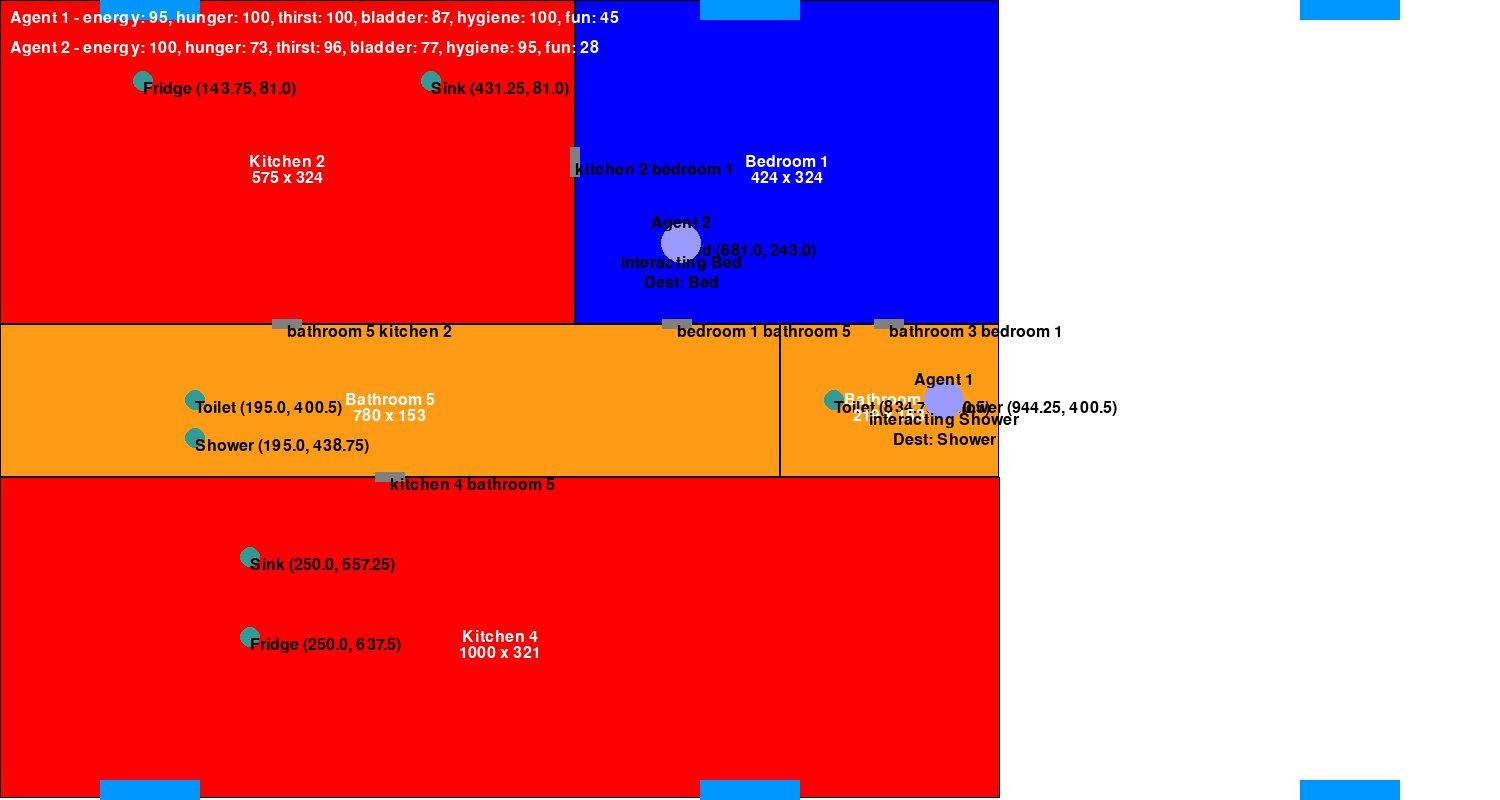 Agent 1 - energy: 95, hunger: 100, thirst: 100, bladder: 87, hygiene: 100, fun: 45
Agent 2 - energy: 100, hunger: 73, thirst: 96, bladder: 77, hygiene: 95, fun: 28
Fridge (143.75, 81.0)
Sink (431.25, 81.0)
Kitchen 2
575 x 324
kitchen 2 bedroom 1
Bedroom 1
424 x 324
Agent 2
(681.0, 243.0)
interacting Bed
Dest: Bed
bathroom 5 kitchen 2
bedroom 1 bathroom 5
bathroom 3 bedroom 1
Toilet (195.0, 400.5)
Bathroom 5
780 x 153
Shower (195.0, 438.75)
Agent 1
Bathroom
Toilet
(944.25, 400.5)
interacting Shower
Dest: Shower
kitchen 4 bathroom 5
Sink (250.0, 557.25)
Fridge (250.0, 637.5)
Kitchen 4
1000 x 321